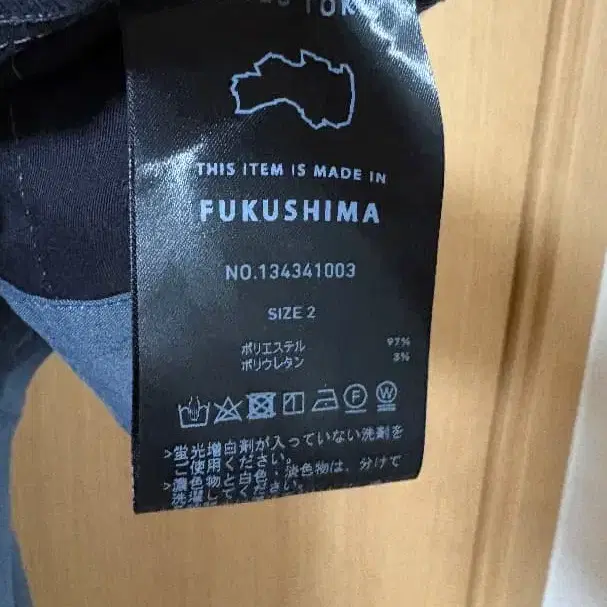 THIS ITEM IS MADE IN
FUKUSHIMA
NO.134341003
SIZE 2
ポリエステル 97%
ポリウレタン 3%
F W
>蛍光増白剤が入っていない洗剤を
ご使用ください。
>濃色物と白色・淡色物は、分けて
洗濯してください。